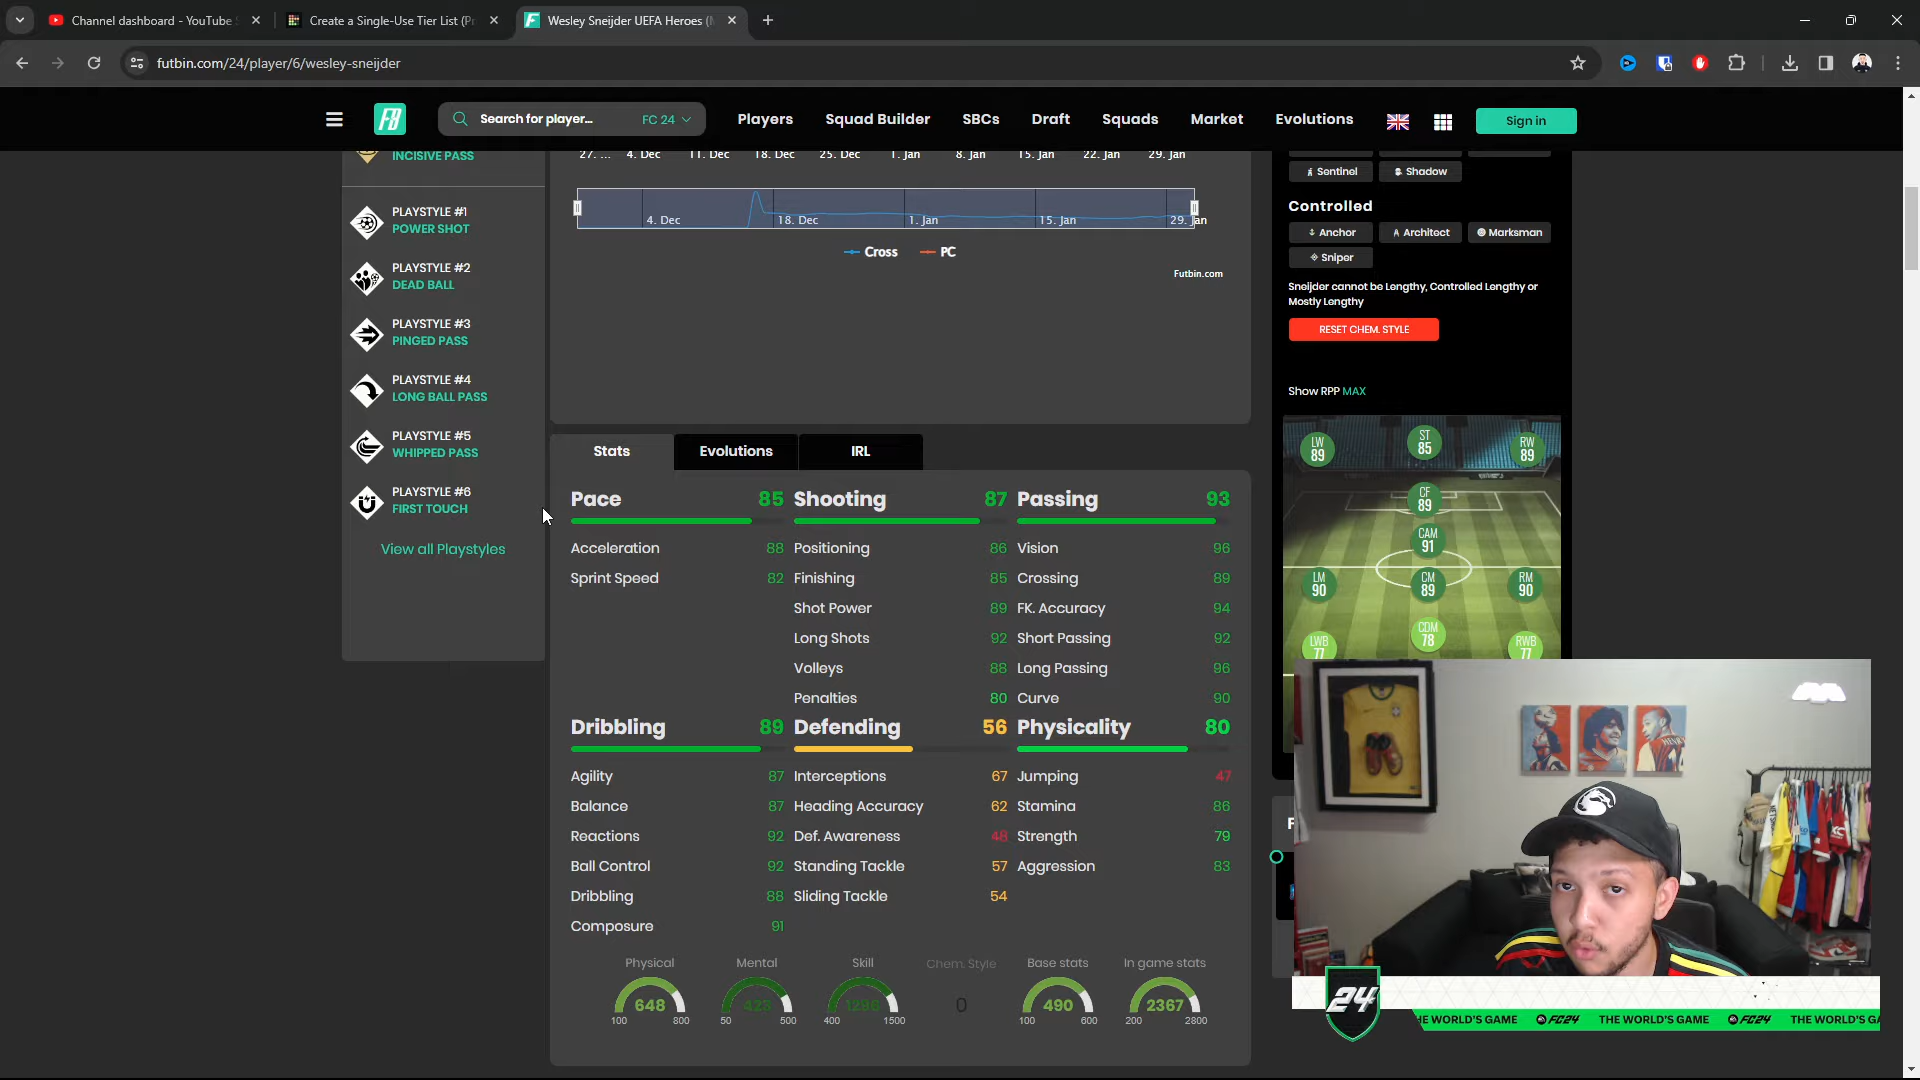 Channel dashboard - YouTube S
Create a Single-Use Tier List (Pr
Wesley Sneijder UEFA Heroes (M
futbin.com/24/player/6/wesley-sneijder
Search for player...
FC 24
Players
Squad Builder
SBCs
Draft
Squads
Market
Evolutions
Sign in
INCISIVE PASS
PLAYSTYLE #1
POWER SHOT
PLAYSTYLE #2
DEAD BALL
PLAYSTYLE #3
PINGED PASS
PLAYSTYLE #4
LONG BALL PASS
PLAYSTYLE #5
WHIPPED PASS
PLAYSTYLE #6
FIRST TOUCH
View all Playstyles
27. ... 4. Dec 11. Dec 18. Dec 25. Dec 1. Jan 8. Jan 15. Jan 22. Jan 29. Jan
4. Dec 18. Dec 1. Jan 15. Jan 29. Jan
Cross PC
Futbin.com
Stats Evolutions IRL
Pace 85 Shooting 87 Passing 93
Acceleration 88 Positioning 86 Vision 96
Sprint Speed 82 Finishing 85 Crossing 89
Shot Power 89 FK. Accuracy 94
Long Shots 92 Short Passing 92
Volleys 88 Long Passing 96
Penalties 80 Curve 90
Dribbling 89 Defending 56 Physicality 80
Agility 87 Interceptions 67 Jumping 47
Balance 87 Heading Accuracy 62 Stamina 86
Reactions 92 Def. Awareness 48 Strength 79
Ball Control 92 Standing Tackle 57 Aggression 83
Dribbling 88 Sliding Tackle 54
Composure 91
Physical Mental Skill Chem. Style Base stats In game stats
648 423 1296 0 490 2367
100 800 50 500 400 1500 100 600 200 2800
Sentinel Shadow
Controlled
Anchor Architect Marksman
Sniper
Sneijder cannot be Lengthy, Controlled Lengthy or
Mostly Lengthy
RESET CHEM. STYLE
Show RPP MAX
LW
89
ST
85
RW
89
CF
89
CAM
91
LM
90
CM
89
RM
90
CDM
78
LWB
77
RWB
77
HENRY
24
HE WORLD'S GAME FC24 THE WORLD'S GAME FC24 THE WORLD'S GA